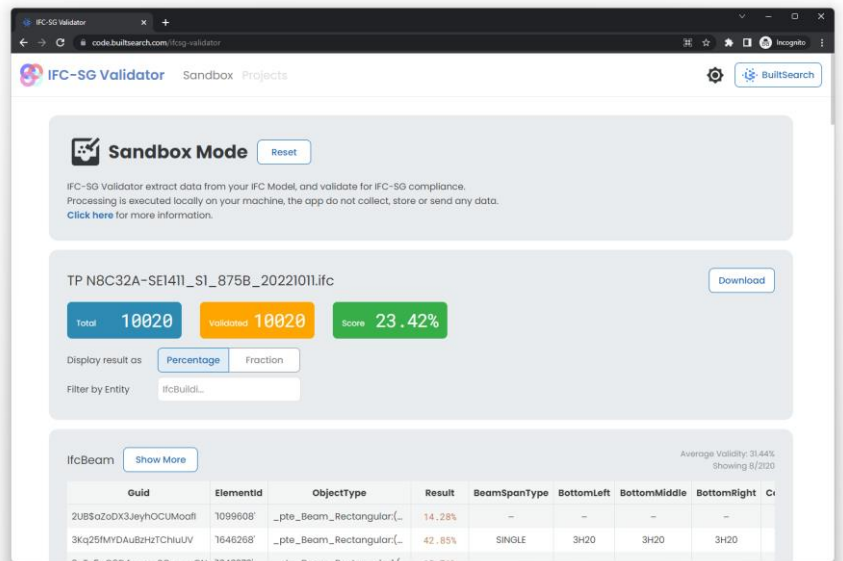 IFC-SG Validator
code.builtsearch.com/ifcsg-validator
Incognito
IFC-SG Validator Sandbox Projects BuiltSearch
Sandbox Mode Reset
IFC-SG Validator extract data from your IFC Model, and validate for IFC-SG compliance.
Processing is executed locally on your machine, the app do not collect, store or send any data.
Click here for more information.
TP N8C32A-SE1411_S1_875B_20221011.ifc Download
Total 10020 Validated 10020 Score 23.42%
Display result as Percentage Fraction
Filter by Entity IfcBuildi...
IfcBeam Show More
Average Validity: 31.44%
Showing 8/2120
Guid ElementId ObjectType Result BeamSpanType BottomLeft BottomMiddle BottomRight
2UB$aZoDX3JeyhOCUMoafI '1099608' _pte_Beam_Rectangular:(... 14.28% – – – –
3Kq25fMYDAuBzHzTChIuUV '1646268' _pte_Beam_Rectangular:(... 42.85% SINGLE 3H20 3H20 3H20